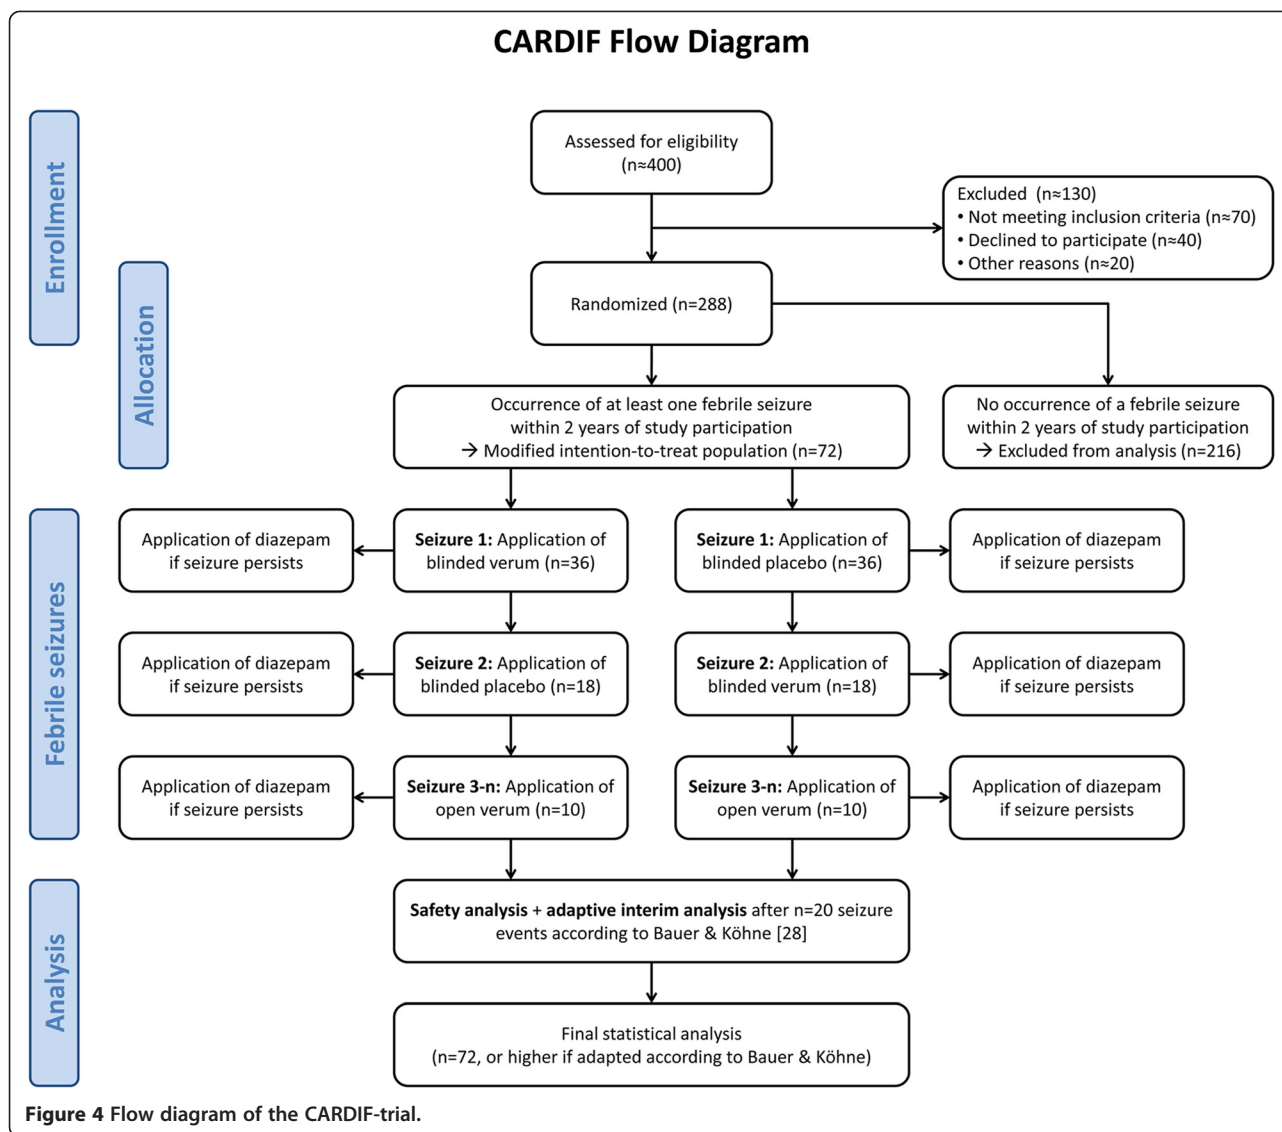 CARDIF Flow Diagram
Enrollment
Assessed for eligibility
(n≈400)
Excluded (n≈130)
• Not meeting inclusion criteria (n≈70)
• Declined to participate (n≈40)
• Other reasons (n≈20)
Allocation
Randomized (n=288)
Occurrence of at least one febrile seizure
within 2 years of study participation
→ Modified intention-to-treat population (n=72)
No occurrence of a febrile seizure
within 2 years of study participation
→ Excluded from analysis (n=216)
Febrile seizures
Application of diazepam
if seizure persists
Seizure 1: Application of
blinded verum (n=36)
Seizure 1: Application of
blinded placebo (n=36)
Application of diazepam
if seizure persists
Application of diazepam
if seizure persists
Seizure 2: Application of
blinded placebo (n=18)
Seizure 2: Application of
blinded verum (n=18)
Application of diazepam
if seizure persists
Application of diazepam
if seizure persists
Seizure 3-n: Application of
open verum (n=10)
Seizure 3-n: Application of
open verum (n=10)
Application of diazepam
if seizure persists
Analysis
Safety analysis + adaptive interim analysis after n=20 seizure
events according to Bauer & Köhne [28]
Final statistical analysis
(n=72, or higher if adapted according to Bauer & Köhne)
Figure 4 Flow diagram of the CARDIF-trial.